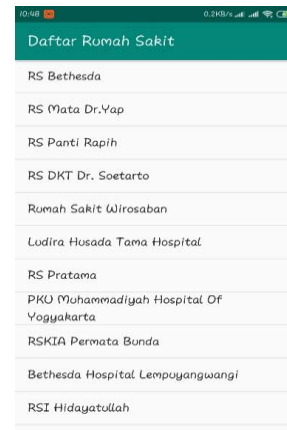 10:48
0.2KB/s
Daftar Rumah Sakit
RS Bethesda
RS Mata Dr.Yap
RS Panti Rapih
RS DKT Dr. Soetarto
Rumah Sakit Wirosaban
Ludira Husada Tama Hospital
RS Pratama
PKU Muhammadiyah Hospital Of
Yogyakarta
RSKIA Permata Bunda
Bethesda Hospital Lempuyangwangi
RSI Hidayatullah